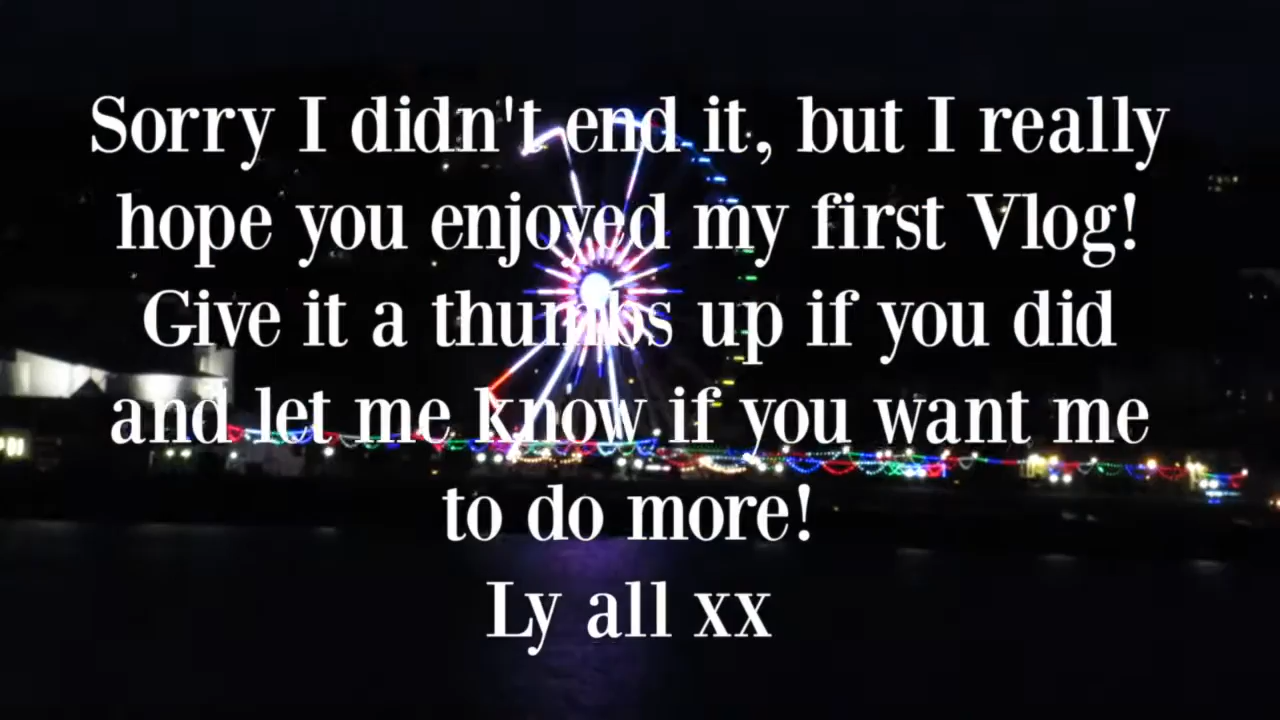 Sorry I didn't end it, but I really
hope you enjoyed my first Vlog!
Give it a thumbs up if you did
and let me know if you want me
to do more!
Ly all xx